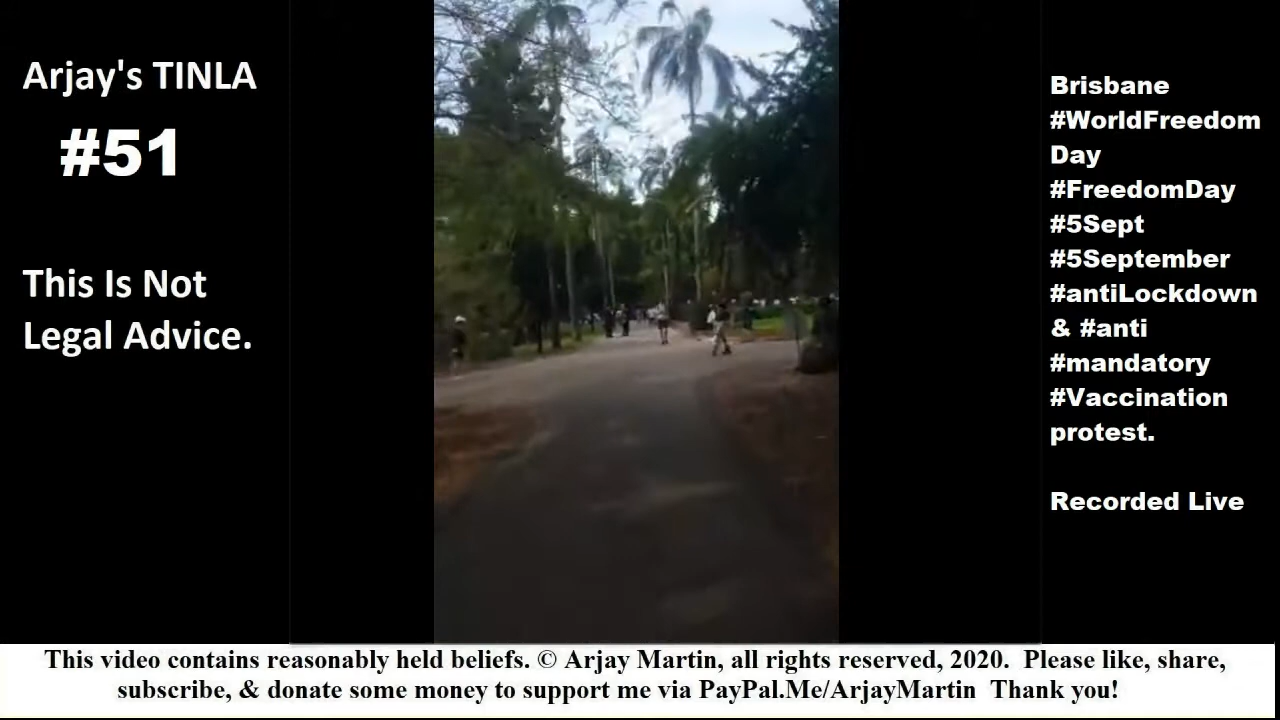 Arjay's TINLA
#51
This Is Not
Legal Advice.
Brisbane
#WorldFreedom
Day
#FreedomDay
#5Sept
#5September
#antiLockdown
& #anti
#mandatory
#Vaccination
protest.
Recorded Live
This video contains reasonably held beliefs. © Arjay Martin, all rights reserved, 2020. Please like, share,
subscribe, & donate some money to support me via PayPal.Me/ArjayMartin Thank you!